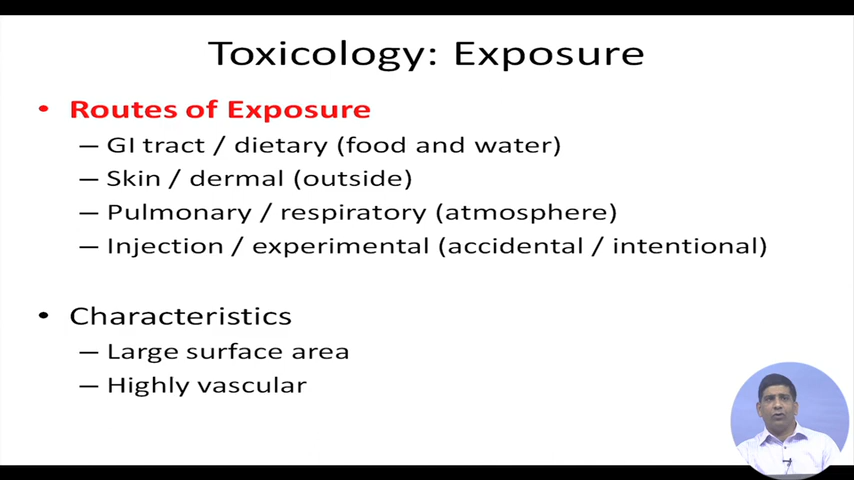 Toxicology: Exposure
• Routes of Exposure
– GI tract / dietary (food and water)
– Skin / dermal (outside)
– Pulmonary / respiratory (atmosphere)
– Injection / experimental (accidental / intentional)
• Characteristics
– Large surface area
– Highly vascular